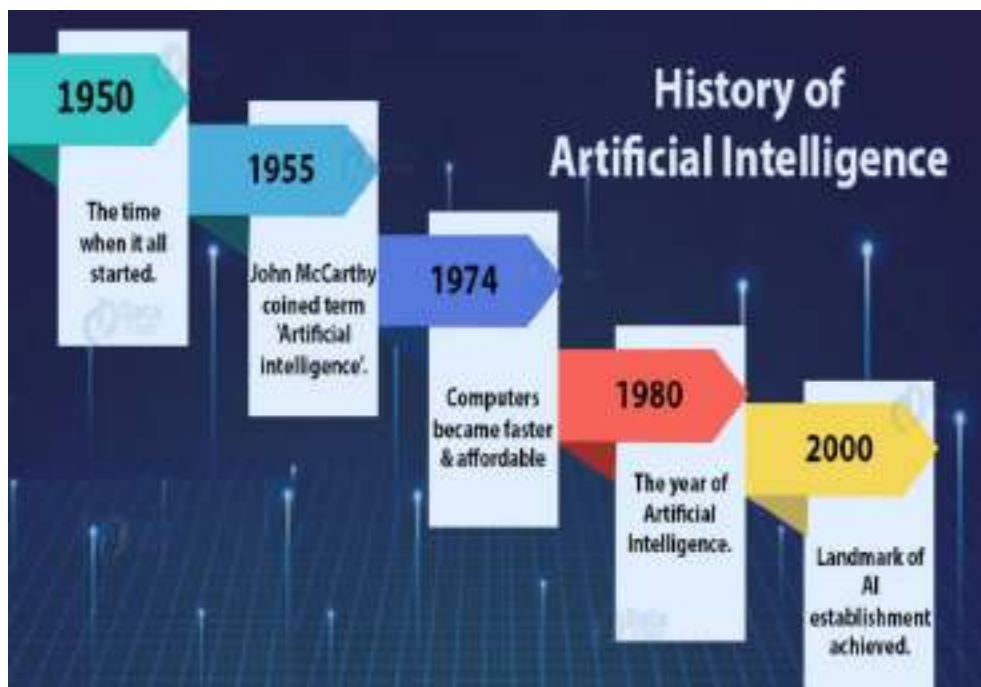 History of
Artificial Intelligence
1950
The time
when it all
started.
1955
John McCarthy
coined term
'Artificial
intelligence'.
1974
Computers
became faster
& affordable
1980
The year of
Artificial
Intelligence.
2000
Landmark of
AI
establishment
achieved.